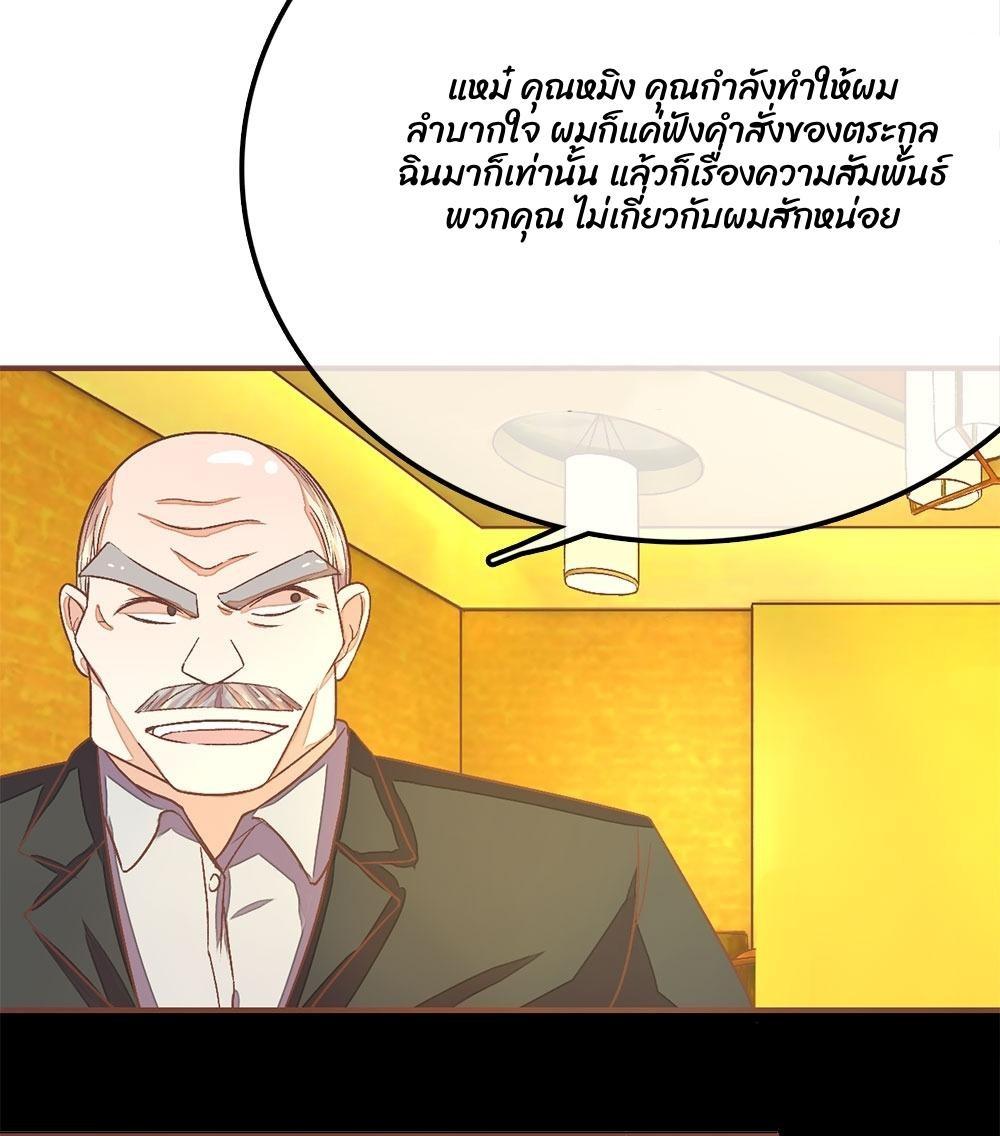 แหม๋ คุณหมิง คุณกำลังทำให้ผม
ลำบากใจ ผมก็แค่ฟังคำสั่งของตระกูล
ฉินมาก็เท่านั้น แล้วก็เรื่องความสัมพันธ์
พวกคุณ ไม่เกี่ยวกับผมสักหน่อย